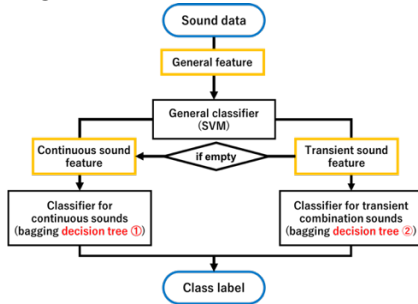 Sound data
General feature
General classifier
(SVM)
Continuous sound
feature
if empty
Transient sound
feature
Classifier for
continuous sounds
(bagging decision tree ①)
Classifier for transient
combination sounds
(bagging decision tree ②)
Class label